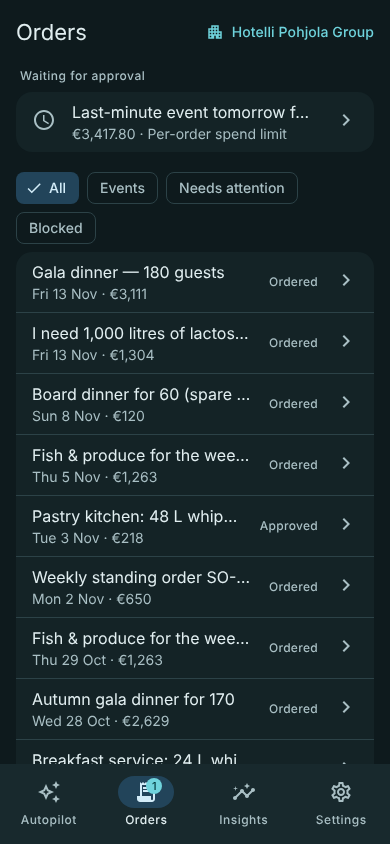 Orders
Hotelli Pohjola Group
Waiting for approval
Last-minute event tomorrow f...
€3,417.80 · Per-order spend limit
All
Events
Needs attention
Blocked
Gala dinner — 180 guests
Fri 13 Nov · €3,111
Ordered
I need 1,000 litres of lactos...
Fri 13 Nov · €1,304
Ordered
Board dinner for 60 (spare ...
Sun 8 Nov · €120
Ordered
Fish & produce for the wee...
Thu 5 Nov · €1,263
Ordered
Pastry kitchen: 48 L whip...
Tue 3 Nov · €218
Approved
Weekly standing order SO-...
Mon 2 Nov · €650
Ordered
Fish & produce for the wee...
Thu 29 Oct · €1,263
Ordered
Autumn gala dinner for 170
Wed 28 Oct · €2,629
Ordered
Breakfast service: 24 L whi
1
Autopilot
Orders
Insights
Settings